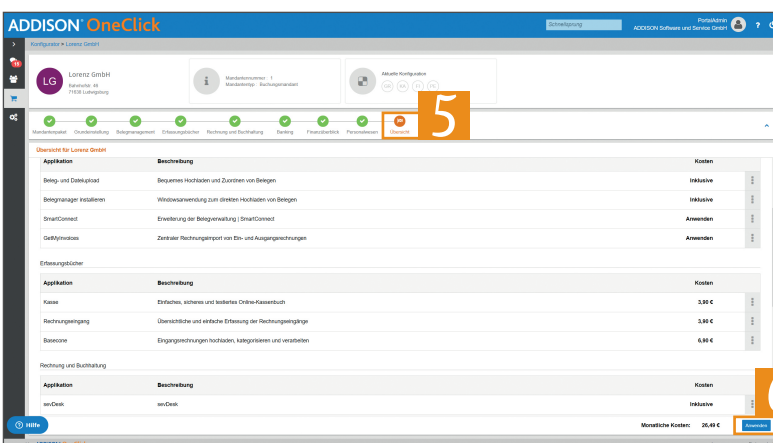 ADDISON OneClick
Schnellsprung
PortalAdmin
ADDISON Software und Service GmbH
?
Konfigurator Lorenz GmbH
LG
Lorenz GmbH
Bahnhofstr. 46
71638 Ludwigsburg
i
Mandantennummer : 1
Mandantentyp : Buchungsmandant
Aktuelle Konfiguration
5
Mandantenpaket Grundeinstellung Belegmanagement Erfassungsbücher Rechnung und Buchhaltung Banking Finanzüberblick Personalwesen Übersicht
Übersicht für Lorenz GmbH
Applikation Beschreibung Kosten
Beleg- und Dateiupload Bequemes Hochladen und Zuordnen von Belegen Inklusive
Belegmanager installieren Windowsanwendung zum direkten Hochladen von Belegen Inklusive
SmartConnect Erweiterung der Belegverwaltung | SmartConnect Anwenden
GetMyInvoices Zentraler Rechnungsimport von Ein- und Ausgangsrechnungen Anwenden
Erfassungsbücher
Applikation Beschreibung Kosten
Kasse Einfaches, sicheres und testiertes Online-Kassenbuch 3,90 €
Rechnungseingang Übersichtliche und einfache Erfassung der Rechnungseingänge 3,90 €
Basecone Eingangsrechnungen hochladen, kategorisieren und verarbeiten 6,90 €
Rechnung und Buchhaltung
Applikation Beschreibung Kosten
sevDesk sevDesk Inklusive
? Hilfe
Monatliche Kosten: 26,49 € Anwenden